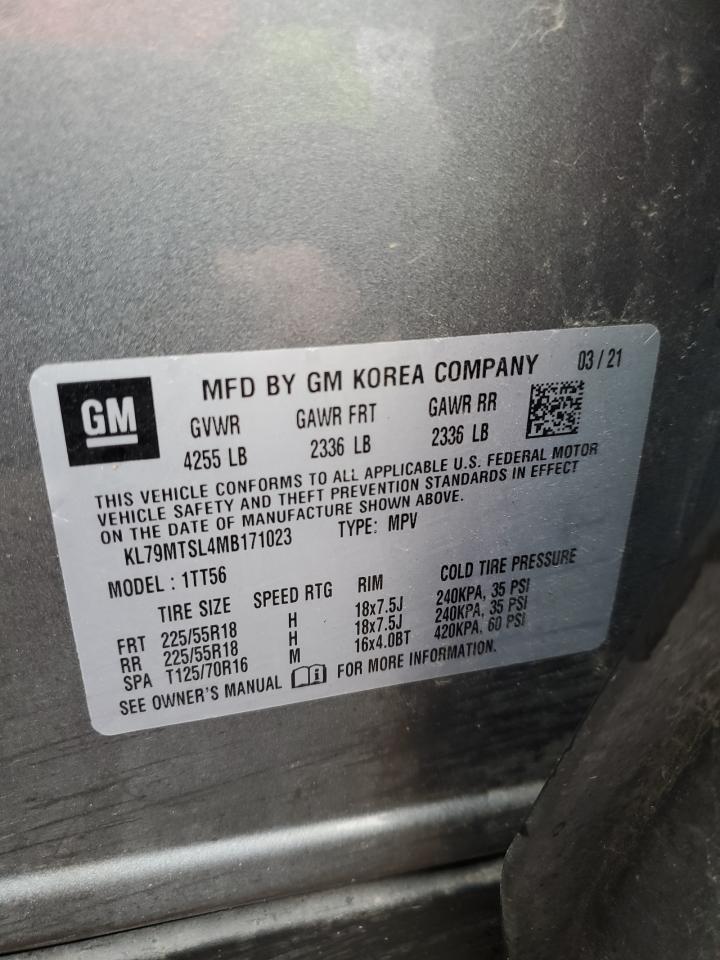 GM
MFD BY GM KOREA COMPANY 03 / 21
GVWR GAWR FRT GAWR RR
4255 LB 2336 LB 2336 LB
THIS VEHICLE CONFORMS TO ALL APPLICABLE U.S. FEDERAL MOTOR
VEHICLE SAFETY AND THEFT PREVENTION STANDARDS IN EFFECT
ON THE DATE OF MANUFACTURE SHOWN ABOVE.
KL79MTSL4MB171023 TYPE: MPV
MODEL : 1TT56
TIRE SIZE SPEED RTG RIM COLD TIRE PRESSURE
FRT 225/55R18 H 18x7.5J 240KPA, 35 PSI
RR 225/55R18 H 18x7.5J 240KPA, 35 PSI
SPA T125/70R16 M 16x4.0BT 420KPA, 60 PSI
SEE OWNER'S MANUAL i FOR MORE INFORMATION.